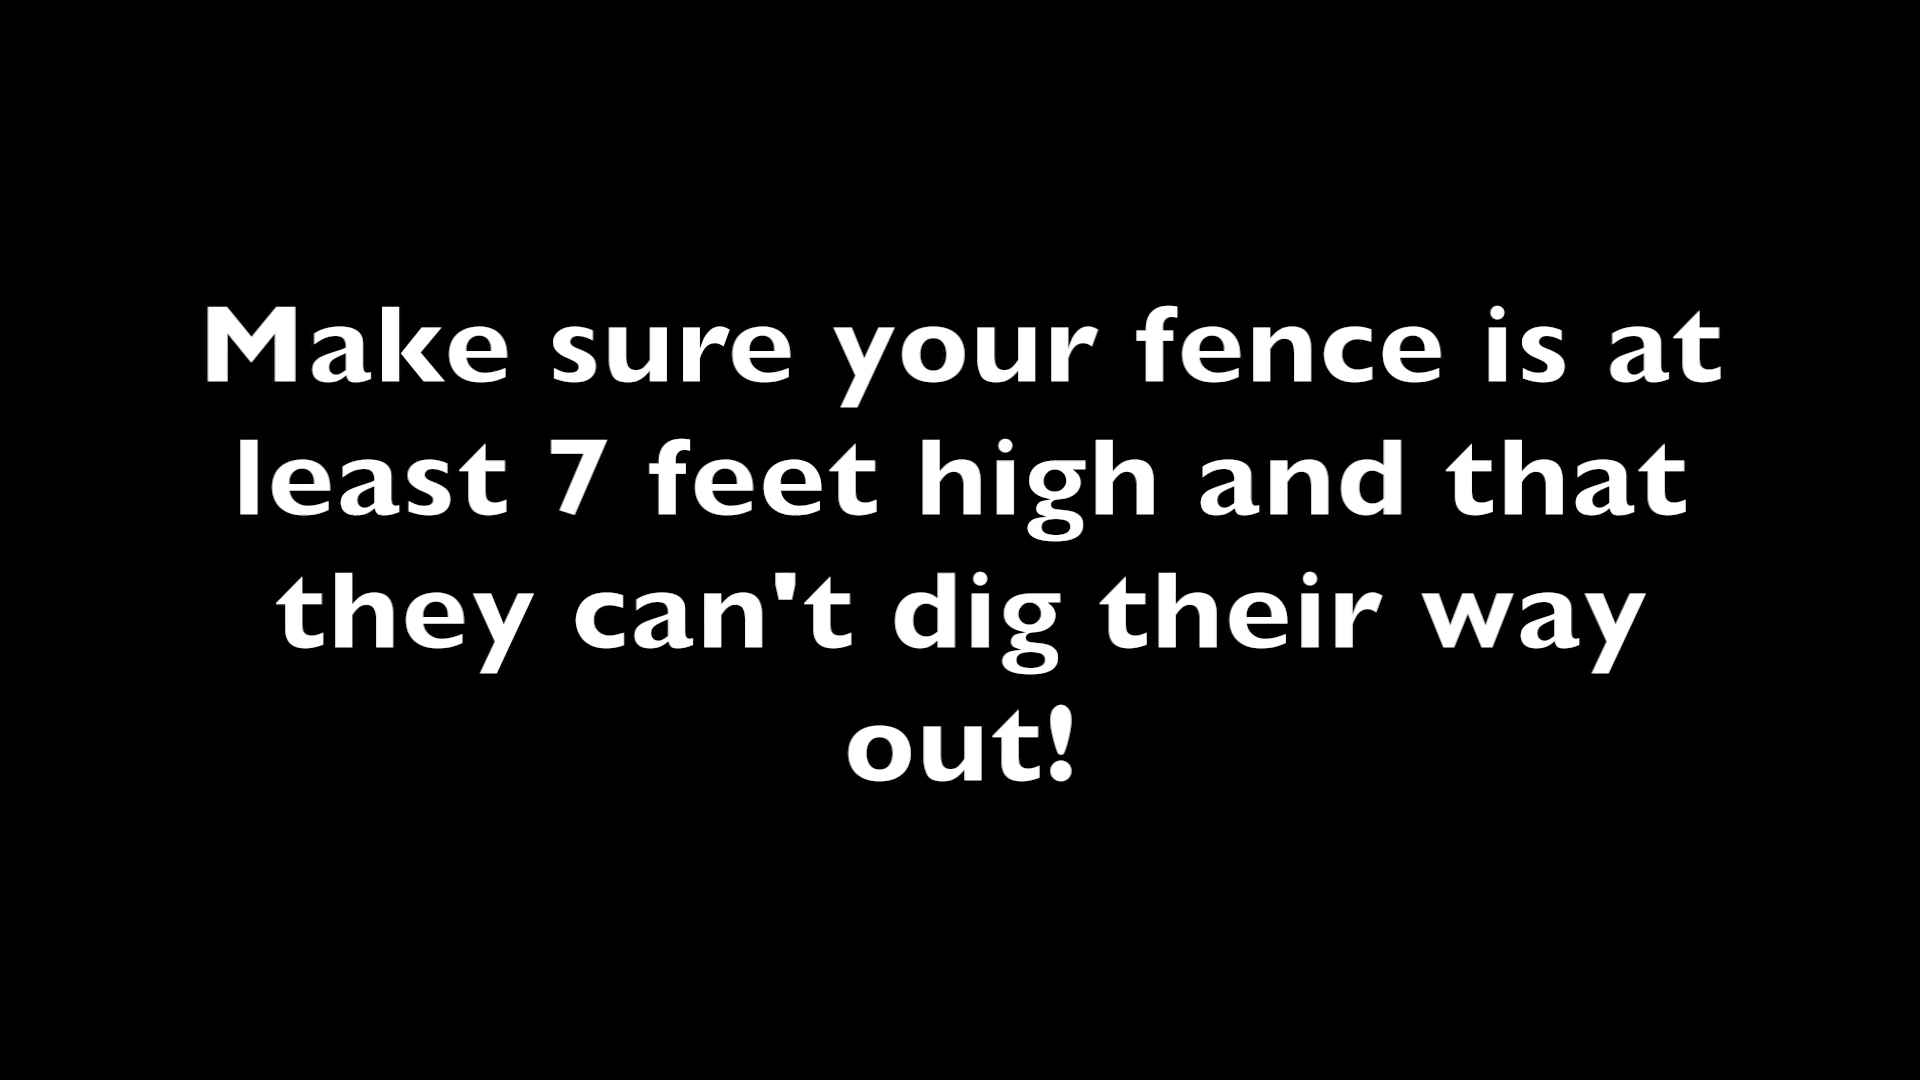 Make sure your fence is at
least 7 feet high and that
they can't dig their way
out!